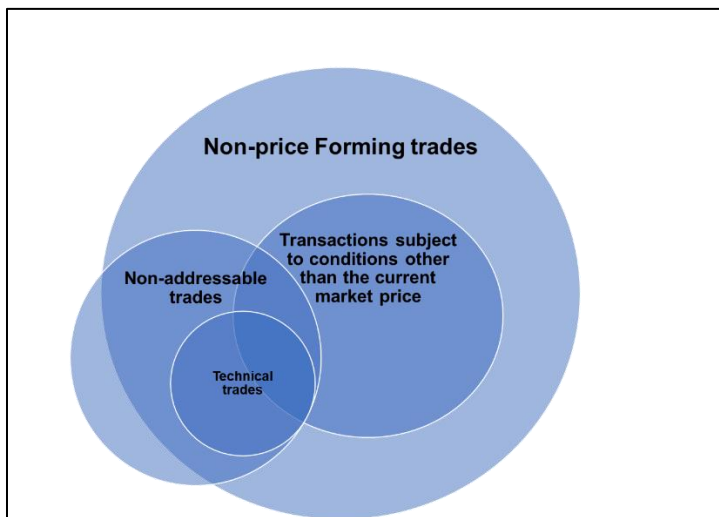 Non-price Forming trades
Transactions subject
to conditions other
than the current
market price
Non-addressable
trades
Technical
trades